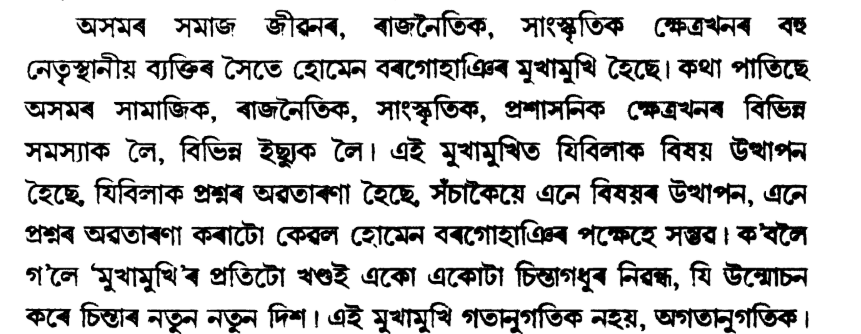 অসমৰ সমাজ জীৱনৰ, ৰাজনৈতিক, সাংস্কৃতিক ক্ষেত্ৰখনৰ বহু
নেতৃস্থানীয় ব্যক্তিৰ সৈতে হোমেন বৰগোহাঞিৰ মুখামুখি হৈছে। কথা পাতিছে
অসমৰ সামাজিক, ৰাজনৈতিক, সাংস্কৃতিক, প্ৰশাসনিক ক্ষেত্ৰখনৰ বিভিন্ন
সমস্যাক লৈ, বিভিন্ন ইছ্যুক লৈ। এই মুখামুখিত যিবিলাক বিষয় উত্থাপন
হৈছে, যিবিলাক প্ৰশ্নৰ অৱতাৰণা হৈছে, সঁচাকৈয়ে এনে বিষয়ৰ উত্থাপন, এনে
প্ৰশ্নৰ অৱতাৰণা কৰাটো কেৱল হোমেন বৰগোহাঞিৰ পক্ষেহে সম্ভৱ। ক'বলৈ
গ'লে 'মুখামুখি'ৰ প্ৰতিটো খণ্ডই একো একোটা চিন্তাগধুৰ নিৱন্ধ, যি উন্মোচন
কৰে চিন্তাৰ নতুন নতুন দিশ। এই মুখামুখি গতানুগতিক নহয়, অগতানুগতিক।